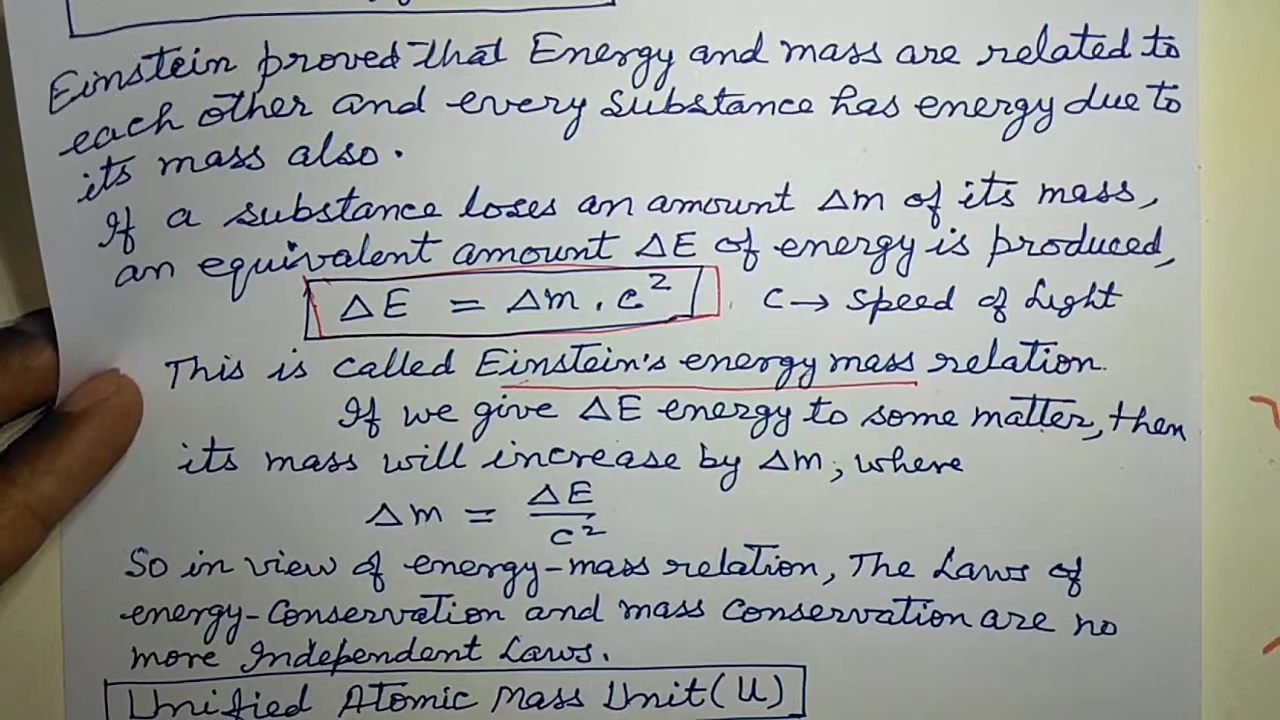 Einstein proved that Energy and mass are related to
each other and every substance has energy due to
its mass also.
If a substance loses an amount Δm of its mass,
an equivalent amount ΔE of energy is produced,
ΔE = Δm . c² C → Speed of Light
This is called Einstein's energy mass relation.
If we give ΔE energy to some matter, then
its mass will increase by Δm, where
Δm = ΔE/c²
So in view of energy-mass relation, The Laws of
energy-Conservation and mass Conservation are no
more Independent Laws.
Unified Atomic Mass Unit(U)